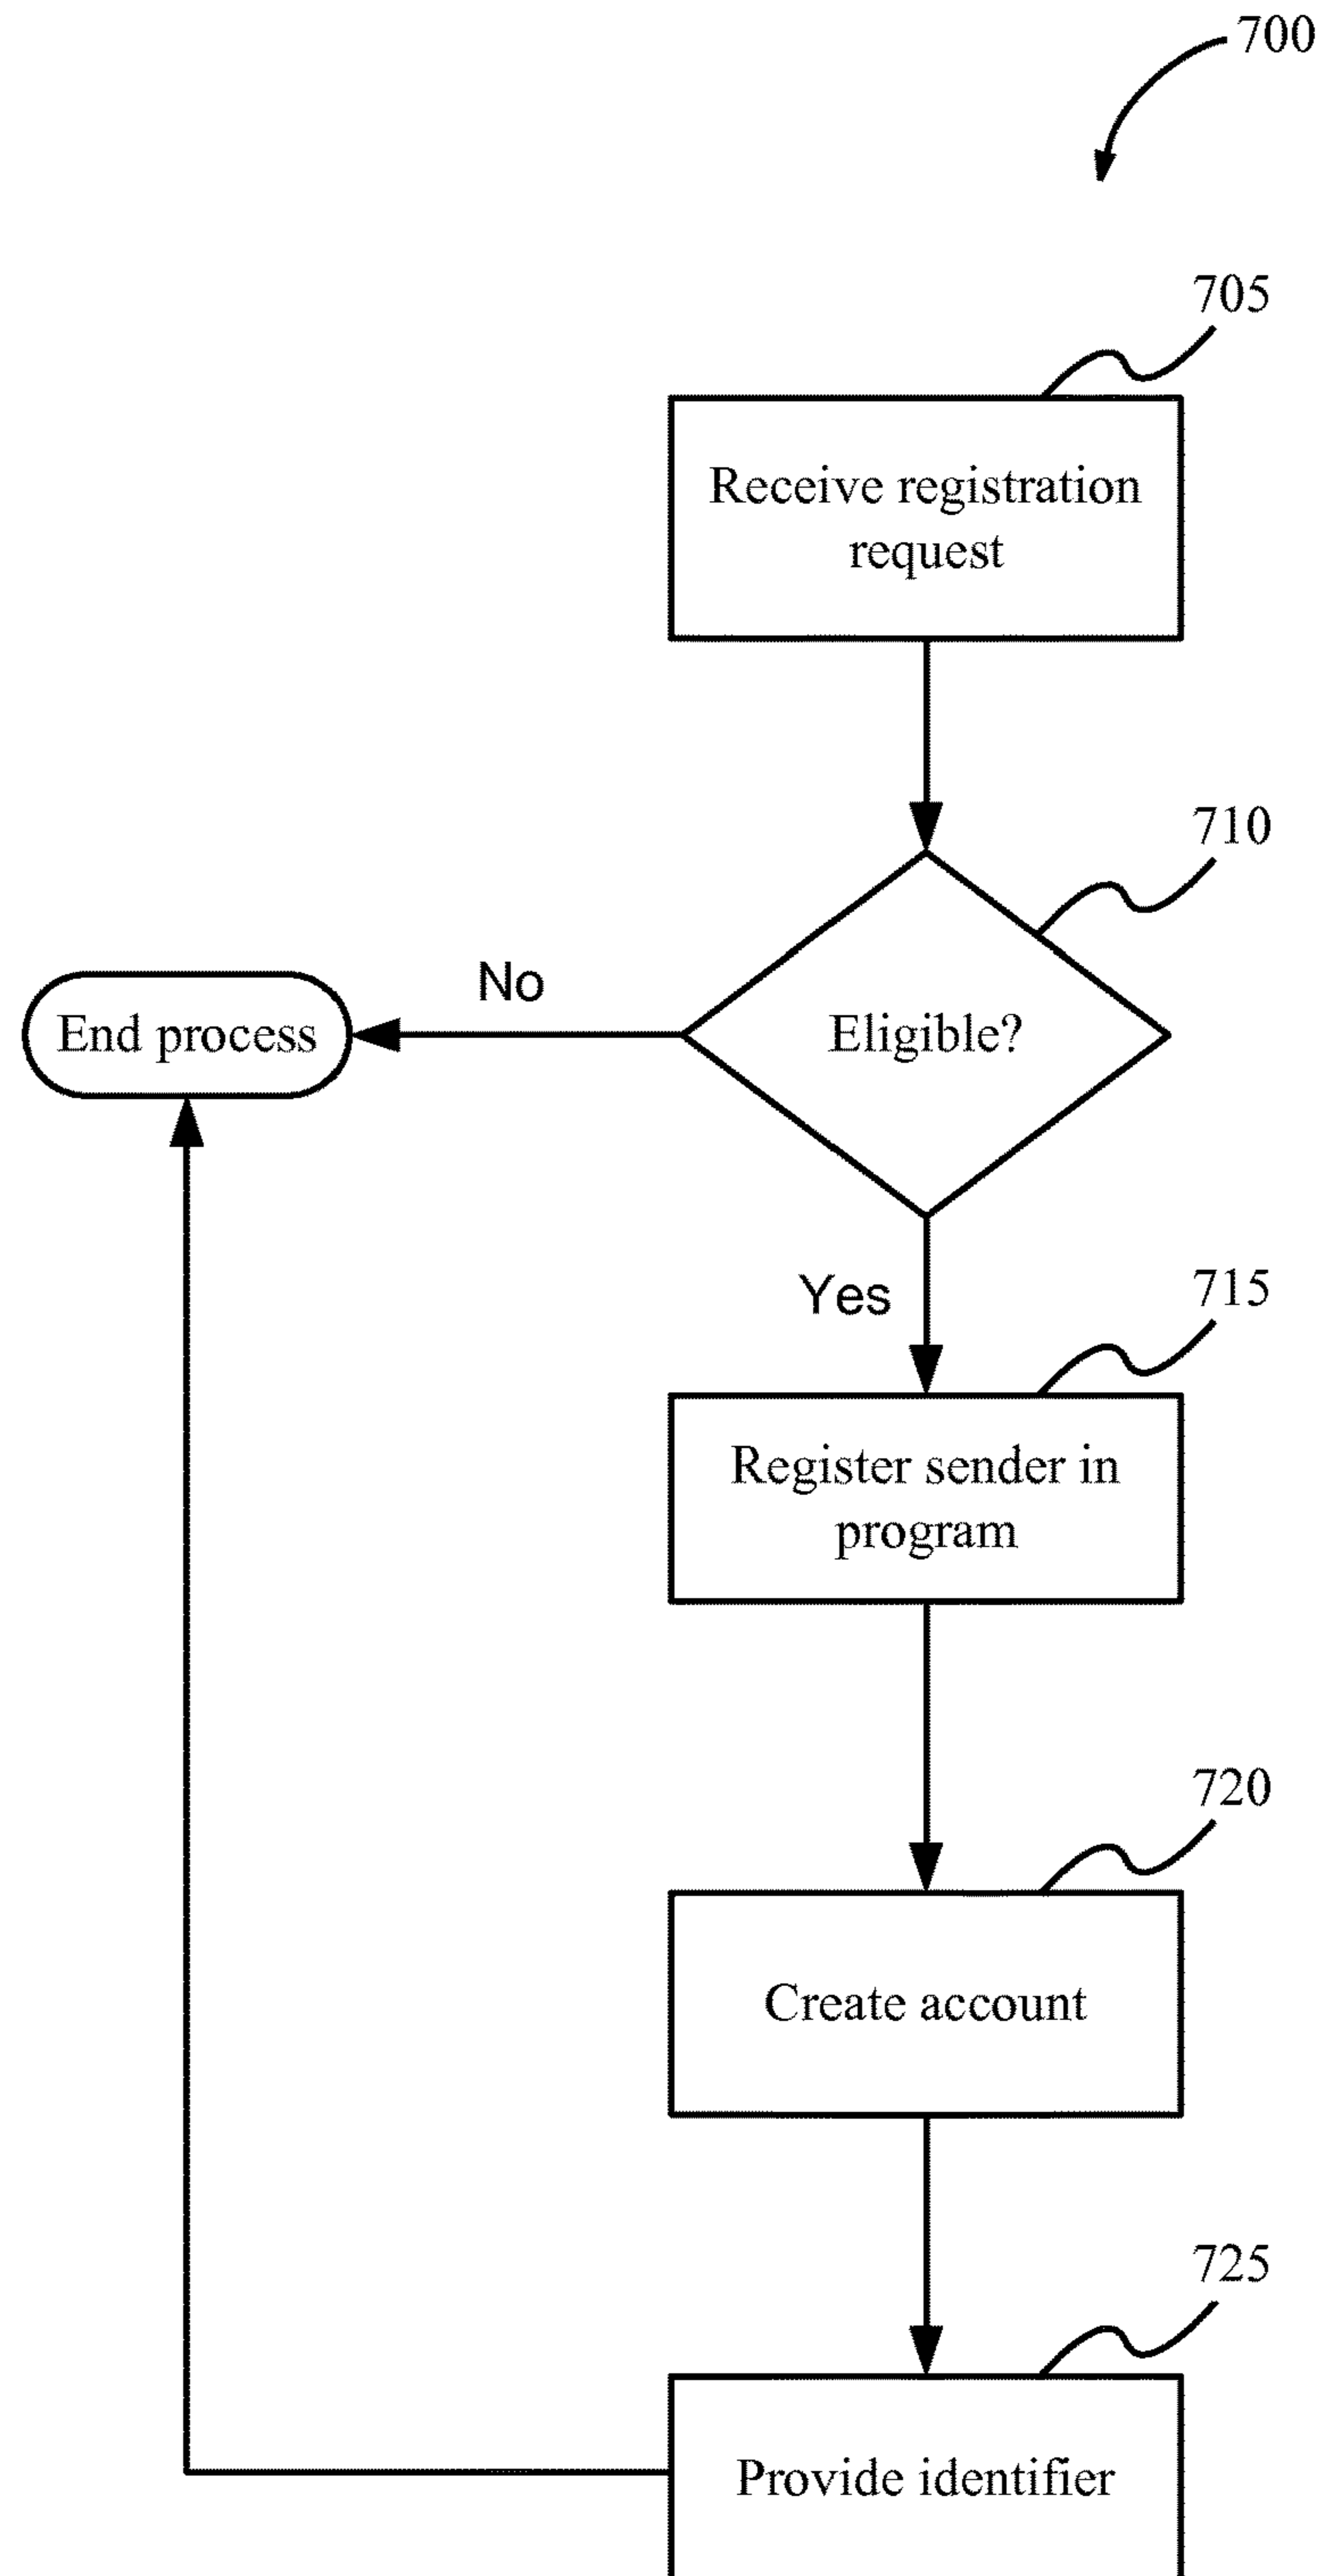 700
705
Receive registration
request
710
No
End process
Eligible?
Yes
715
Register sender in
program
720
Create account
725
Provide identifier